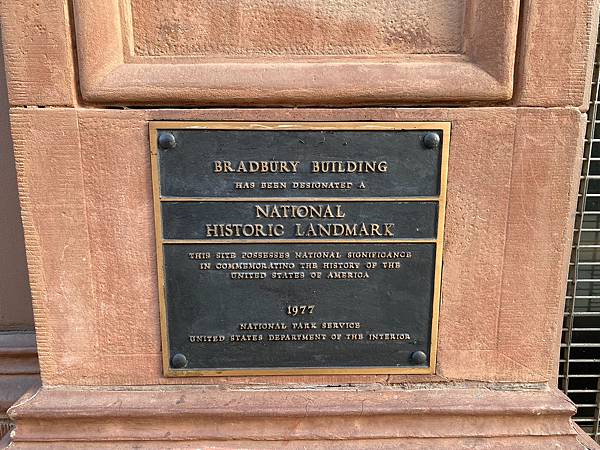 BRADBURY BUILDING
HAS BEEN DESIGNATED A
NATIONAL
HISTORIC LANDMARK
THIS SITE POSSESSES NATIONAL SIGNIFICANCE
IN COMMEMORATING THE HISTORY OF THE
UNITED STATES OF AMERICA
1977
NATIONAL PARK SERVICE
UNITED STATES DEPARTMENT OF THE INTERIOR